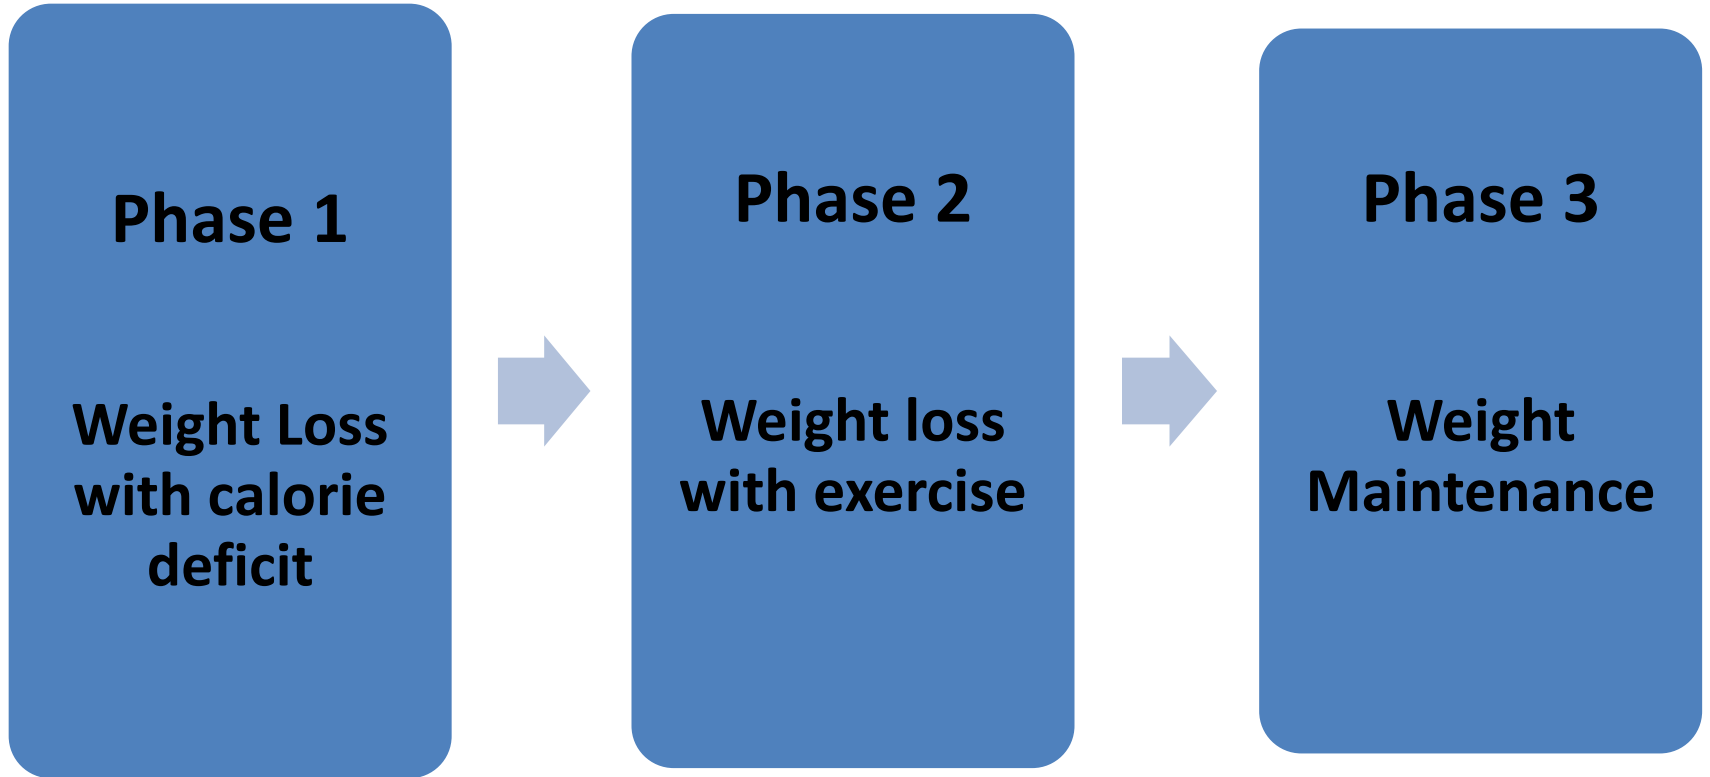 Phase 1
Weight Loss
with calorie
deficit
Phase 2
Weight loss
with exercise
Phase 3
Weight
Maintenance